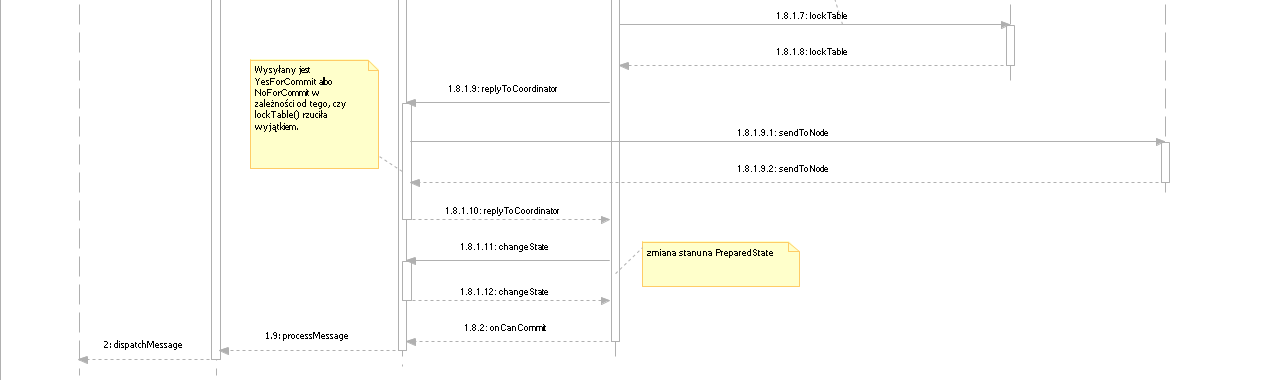 1.8.1.7: lockTable
1.8.1.8: lockTable
Wysyłany jest
YesForCommit albo
NoForCommit w
zależności od tego, czy
lockTable() rzuciła
wyjątkiem.
1.8.1.9: replyToCoordinator
1.8.1.9.1: sendToNode
1.8.1.9.2: sendToNode
1.8.1.10: replyToCoordinator
1.8.1.11: changeState
zmiana stanu na PreparedState
1.8.1.12: changeState
1.8.2: onCanCommit
1.9: processMessage
2: dispatchMessage